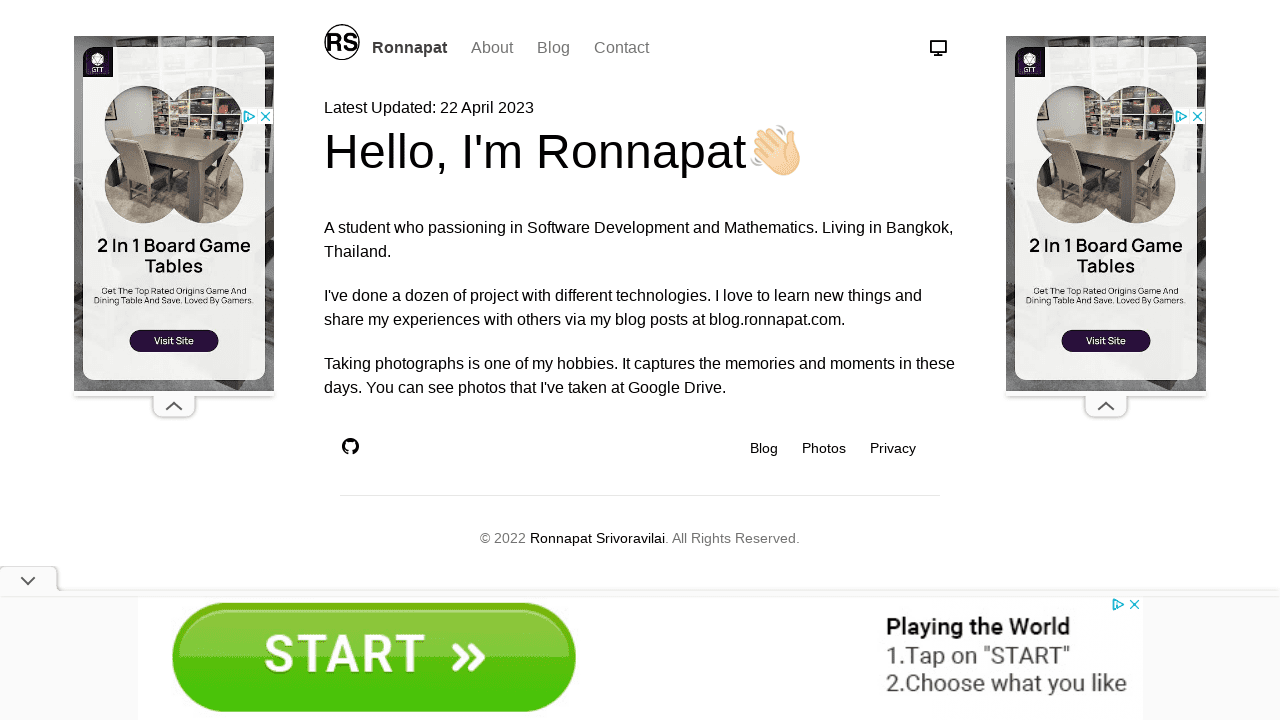 RS
Ronnapat About Blog Contact
Latest Updated: 22 April 2023
Hello, I'm Ronnapat
A student who passioning in Software Development and Mathematics. Living in Bangkok,
Thailand.
I've done a dozen of project with different technologies. I love to learn new things and
share my experiences with others via my blog posts at blog.ronnapat.com.
Taking photographs is one of my hobbies. It captures the memories and moments in these
days. You can see photos that I've taken at Google Drive.
Blog Photos Privacy
© 2022 Ronnapat Srivoravilai. All Rights Reserved.
GTT
2 In 1 Board Game
Tables
Get The Top Rated Origins Game And
Dining Table And Save. Loved By Gamers.
Visit Site
GTT
2 In 1 Board Game
Tables
Get The Top Rated Origins Game And
Dining Table And Save. Loved By Gamers.
Visit Site
START »
Playing the World
1.Tap on "START"
2.Choose what you like